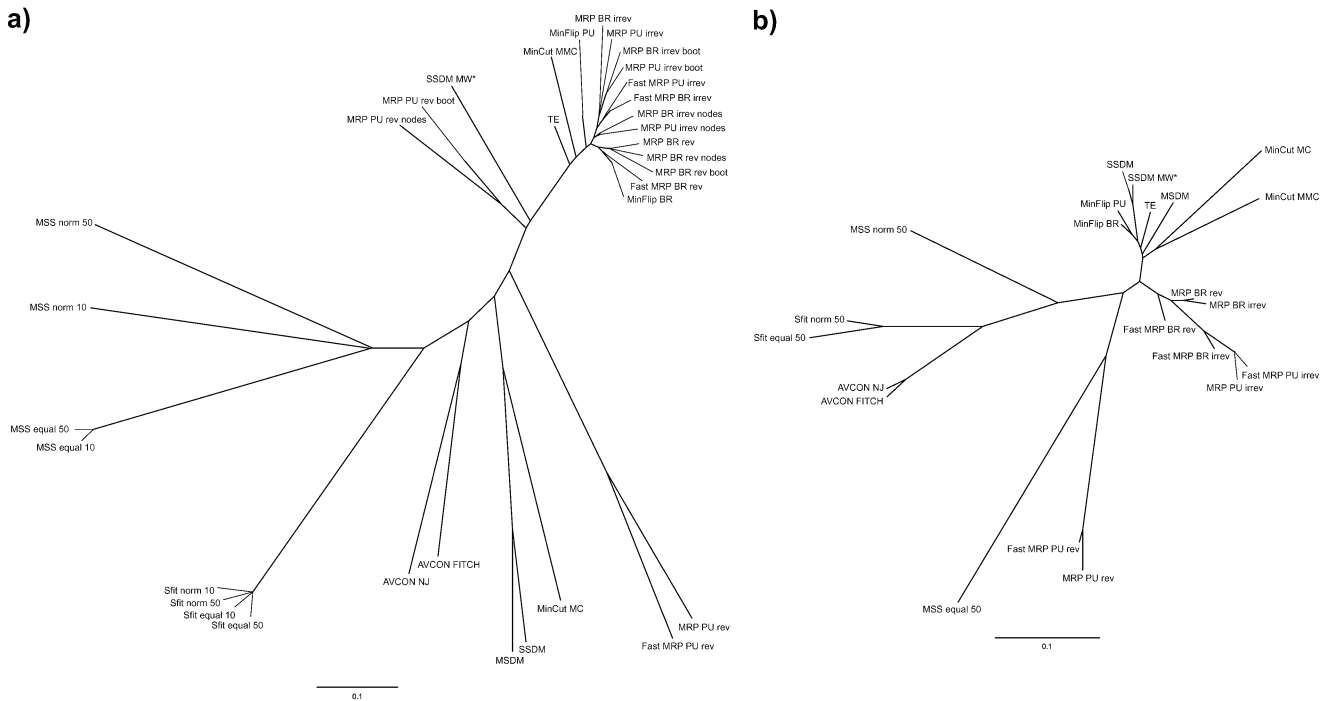 a)
MRP BR irrev
MinFlip PU
MRP PU irrev
MinCut MMC
MRP BR irrev boot
MRP PU irrev boot
SSDM MW*
Fast MRP PU irrev
MRP PU rev boot
Fast MRP BR irrev
MRP PU rev nodes
TE
MRP BR irrev nodes
MRP PU irrev nodes
MRP BR rev
MRP BR rev nodes
MRP BR rev boot
Fast MRP BR rev
MinFlip BR
MSS norm 50
MSS norm 10
MSS equal 50
MSS equal 10
Sfit norm 10
Sfit norm 50
Sfit equal 10
Sfit equal 50
AVCON NJ
AVCON FITCH
MinCut MC
SSDM
MSDM
MRP PU rev
Fast MRP PU rev
0.1
b)
MinCut MC
SSDM
SSDM MW*
MSDM
MinCut MMC
MinFlip PU
TE
MinFlip BR
MSS norm 50
MRP BR rev
MRP BR irrev
Sfit norm 50
Sfit equal 50
Fast MRP BR rev
Fast MRP BR irrev
Fast MRP PU irrev
MRP PU irrev
AVCON NJ
AVCON FITCH
Fast MRP PU rev
MRP PU rev
MSS equal 50
0.1